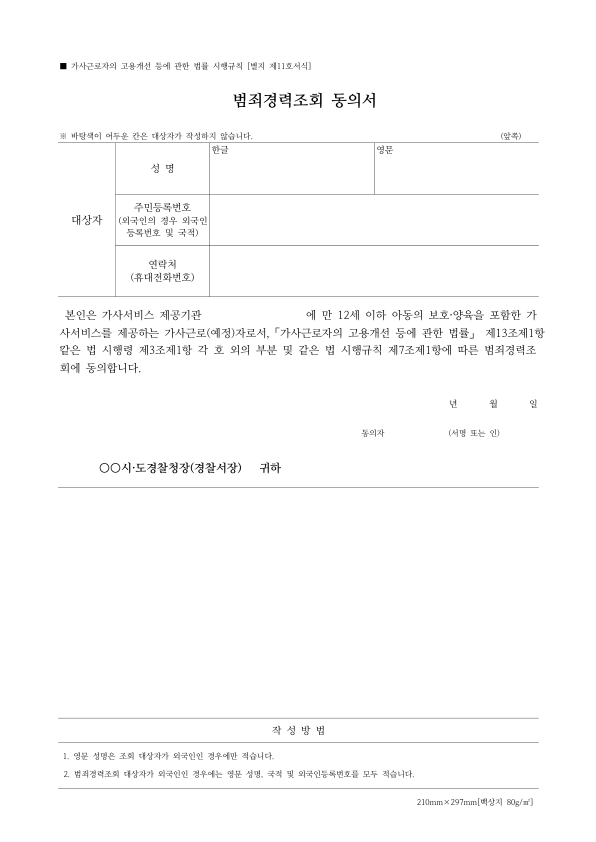 ■ 가사근로자의 고용개선 등에 관한 법률 시행규칙 [별지 제11호서식]
범죄경력조회 동의서
※ 바탕색이 어두운 칸은 대상자가 작성하지 않습니다. (앞쪽)
대상자
성 명
한글
영문
주민등록번호
(외국인의 경우 외국인
등록번호 및 국적)
연락처
(휴대전화번호)
본인은 가사서비스 제공기관 에 만 12세 이하 아동의 보호·양육을 포함한 가
사서비스를 제공하는 가사근로(예정)자로서,「가사근로자의 고용개선 등에 관한 법률」 제13조제1항
같은 법 시행령 제3조제1항 각 호 외의 부분 및 같은 법 시행규칙 제7조제1항에 따른 범죄경력조
회에 동의합니다.
년 월 일
동의자 (서명 또는 인)
○○시·도경찰청장(경찰서장) 귀하
작 성 방 법
1. 영문 성명은 조회 대상자가 외국인인 경우에만 적습니다.
2. 범죄경력조회 대상자가 외국인인 경우에는 영문 성명, 국적 및 외국인등록번호를 모두 적습니다.
210mm×297mm[백상지 80g/㎡]